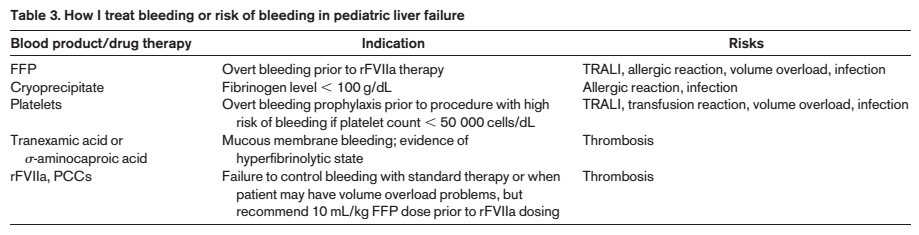 Table 3. How I treat bleeding or risk of bleeding in pediatric liver failure
Blood product/drug therapy Indication Risks
FFP Overt bleeding prior to rFVIIa therapy TRALI, allergic reaction, volume overload, infection
Cryoprecipitate Fibrinogen level < 100 g/dL Allergic reaction, infection
Platelets Overt bleeding prophylaxis prior to procedure with high TRALI, transfusion reaction, volume overload, infection
risk of bleeding if platelet count < 50 000 cells/dL
Tranexamic acid or Mucous membrane bleeding; evidence of Thrombosis
σ-aminocaproic acid hyperfibrinolytic state
rFVIIa, PCCs Failure to control bleeding with standard therapy or when Thrombosis
patient may have volume overload problems, but
recommend 10 mL/kg FFP dose prior to rFVIIa dosing